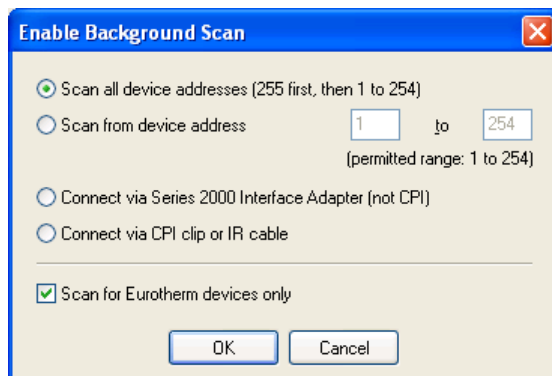 Enable Background Scan
Scan all device addresses (255 first, then 1 to 254)
Scan from device address 1 to 254
(permitted range: 1 to 254)
Connect via Series 2000 Interface Adapter (not CPI)
Connect via CPI clip or IR cable
Scan for Eurotherm devices only
OK Cancel